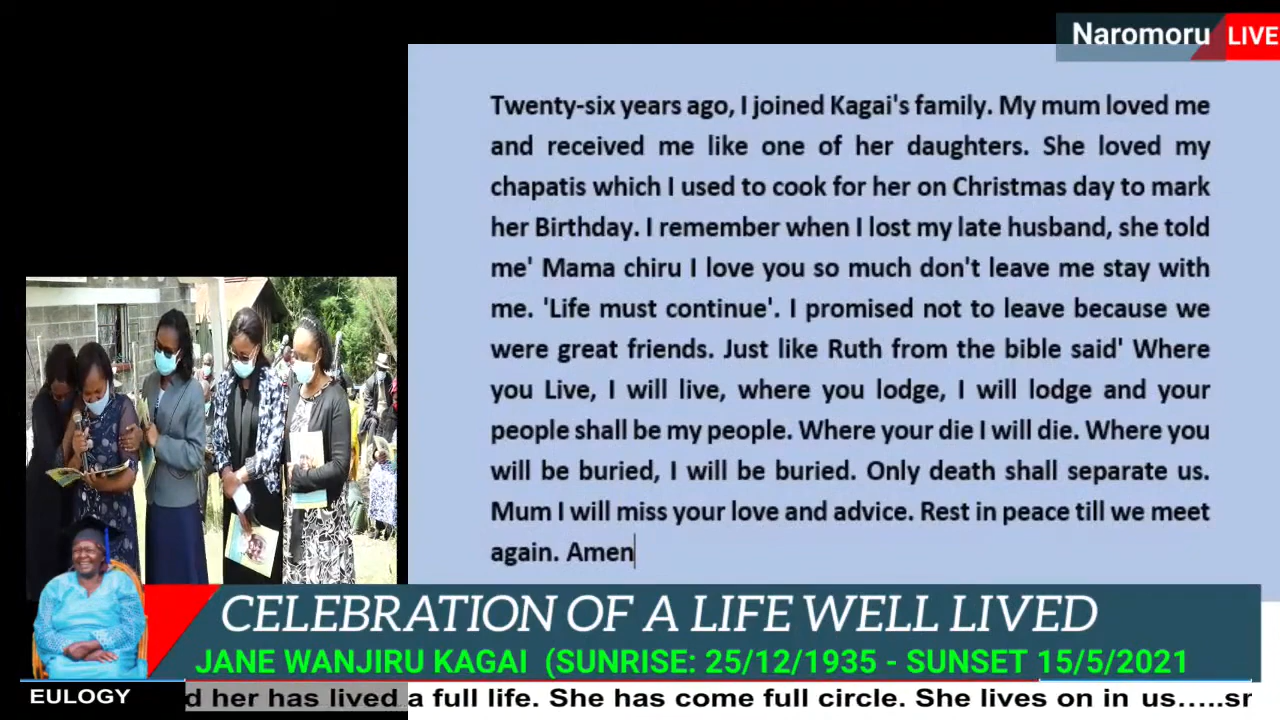 Naromoru LIVE
Twenty-six years ago, I joined Kagai's family. My mum loved me
and received me like one of her daughters. She loved my
chapatis which I used to cook for her on Christmas day to mark
her Birthday. I remember when I lost my late husband, she told
me' Mama chiru I love you so much don't leave me stay with
me. 'Life must continue'. I promised not to leave because we
were great friends. Just like Ruth from the bible said' Where
you Live, I will live, where you lodge, I will lodge and your
people shall be my people. Where your die I will die. Where you
will be buried, I will be buried. Only death shall separate us.
Mum I will miss your love and advice. Rest in peace till we meet
again. Amen
CELEBRATION OF A LIFE WELL LIVED
JANE WANJIRU KAGAI (SUNRISE: 25/12/1935 - SUNSET 15/5/2021
EULOGY d her has lived a full life. She has come full circle. She lives on in us.....sr